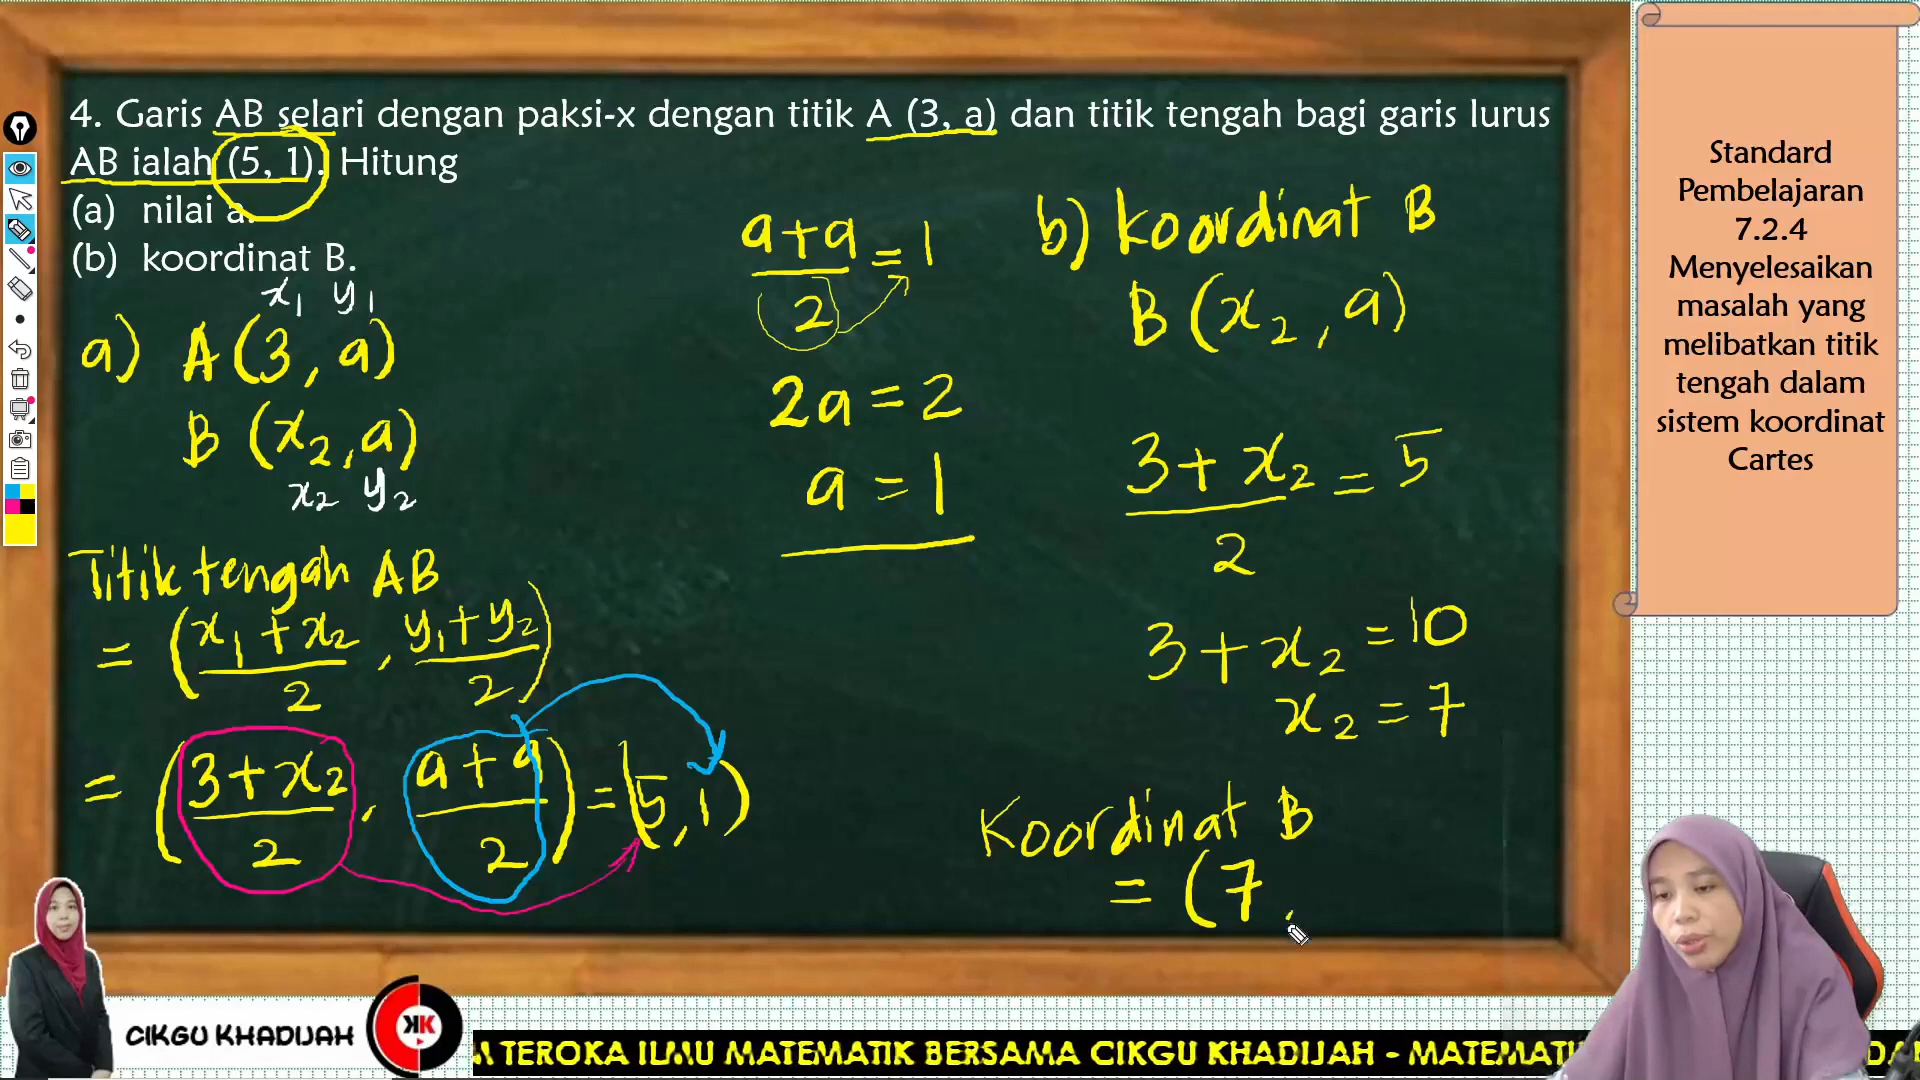 4. Garis AB selari dengan paksi-x dengan titik A (3, a) dan titik tengah bagi garis lurus
AB ialah (5, 1). Hitung
(a) nilai a.
(b) koordinat B.
x₁ y₁
a) A (3, a)
B (x₂, a)
x₂ y₂
Titik tengah AB
= (x₁ + x₂ / 2 , y₁ + y₂ / 2)
= (3 + x₂ / 2 , a + a / 2) = (5, 1)
a + a / 2 = 1
2a = 2
a = 1
b) Koordinat B
B (x₂, a)
3 + x₂ / 2 = 5
3 + x₂ = 10
x₂ = 7
Koordinat B
= (7,
Standard
Pembelajaran
7.2.4
Menyelesaikan
masalah yang
melibatkan titik
tengah dalam
sistem koordinat
Cartes
CIKGU KHADIJAH
KK
TEROKA ILMU MATEMATIK BERSAMA CIKGU KHADIJAH - MATEMATI